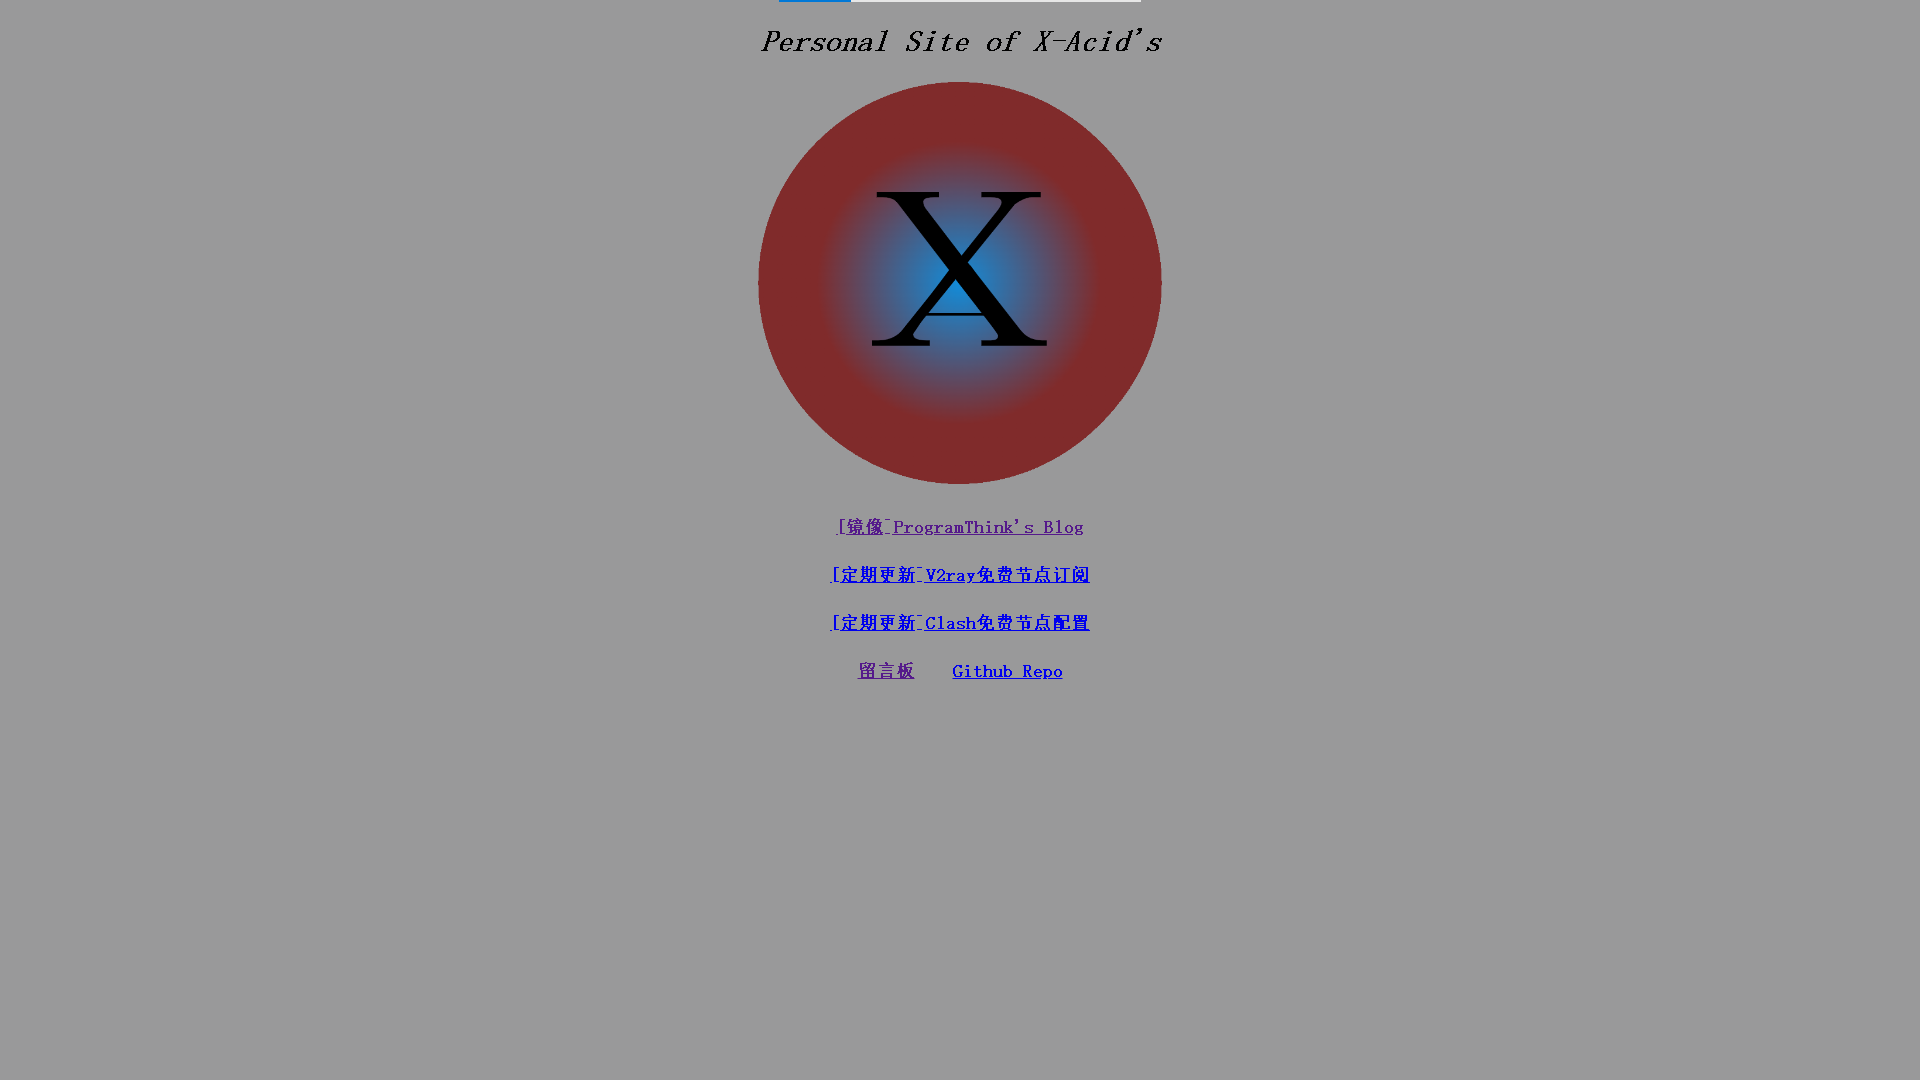 Personal Site of X-Acid's
XA
[镜像]ProgramThink's Blog
[定期更新]V2ray免费节点订阅
[定期更新]Clash免费节点配置
留言板 Github Repo